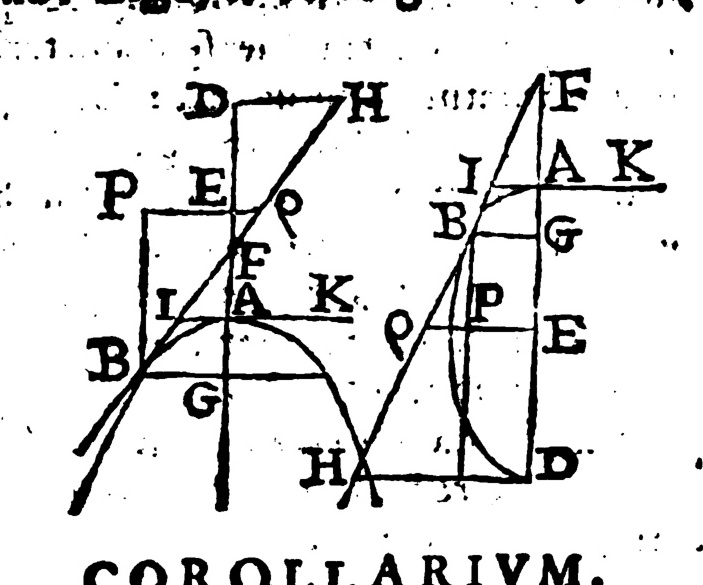 D H F
P E Q I A K
F B G
I A K Q P E
B G
H D
COROLLARIVM.